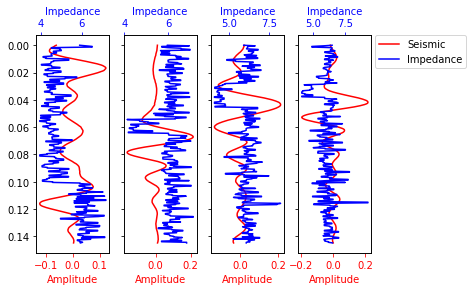 Impedance Impedance Impedance Impedance
4 6 4 6 5.0 7.5 5.0 7.5
Seismic
Impedance
0.00
0.02
0.04
0.06
0.08
0.10
0.12
0.14
−0.1 0.0 0.1 0.0 0.2 0.0 0.2 −0.2 0.0 0.2
Amplitude Amplitude Amplitude Amplitude